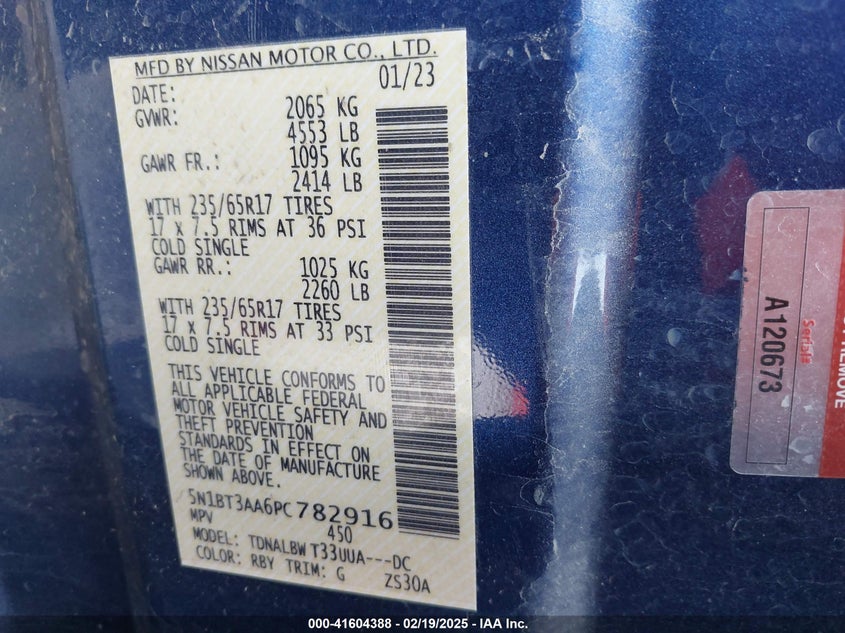 MFD BY NISSAN MOTOR CO., LTD.
DATE: 01/23
GVWR: 2065 KG
4553 LB
GAWR FR.: 1095 KG
2414 LB
WITH 235/65R17 TIRES
17 x 7.5 RIMS AT 36 PSI
COLD SINGLE
GAWR RR.: 1025 KG
2260 LB
WITH 235/65R17 TIRES
17 x 7.5 RIMS AT 33 PSI
COLD SINGLE
THIS VEHICLE CONFORMS TO
ALL APPLICABLE FEDERAL
MOTOR VEHICLE SAFETY AND
THEFT PREVENTION
STANDARDS IN EFFECT ON
THE DATE OF MANUFACTURE
SHOWN ABOVE.
5N1BT3AA6PC782916
MPV 450
MODEL: TDNALBW T33UUA---DC
COLOR: RBY TRIM: G ZS30A
Serial#
A120673
REMOVE
000-41604388 - 02/19/2025 - IAA Inc.